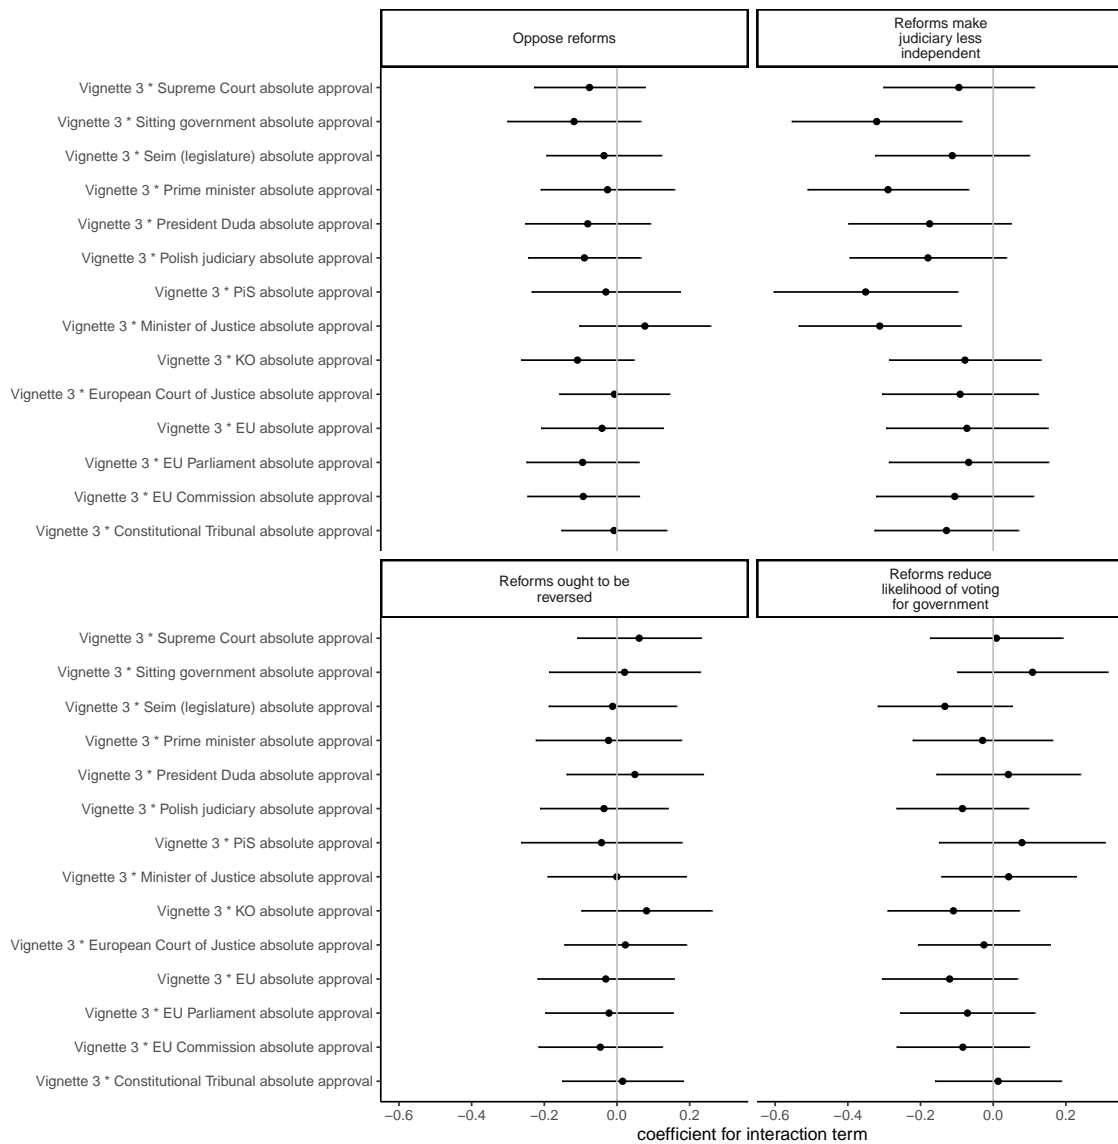 Oppose reforms
Reforms make
judiciary less
independent
Vignette 3 * Supreme Court absolute approval
Vignette 3 * Sitting government absolute approval
Vignette 3 * Seim (legislature) absolute approval
Vignette 3 * Prime minister absolute approval
Vignette 3 * President Duda absolute approval
Vignette 3 * Polish judiciary absolute approval
Vignette 3 * PiS absolute approval
Vignette 3 * Minister of Justice absolute approval
Vignette 3 * KO absolute approval
Vignette 3 * European Court of Justice absolute approval
Vignette 3 * EU absolute approval
Vignette 3 * EU Parliament absolute approval
Vignette 3 * EU Commission absolute approval
Vignette 3 * Constitutional Tribunal absolute approval
Reforms ought to be
reversed
Reforms reduce
likelihood of voting
for government
Vignette 3 * Supreme Court absolute approval
Vignette 3 * Sitting government absolute approval
Vignette 3 * Seim (legislature) absolute approval
Vignette 3 * Prime minister absolute approval
Vignette 3 * President Duda absolute approval
Vignette 3 * Polish judiciary absolute approval
Vignette 3 * PiS absolute approval
Vignette 3 * Minister of Justice absolute approval
Vignette 3 * KO absolute approval
Vignette 3 * European Court of Justice absolute approval
Vignette 3 * EU absolute approval
Vignette 3 * EU Parliament absolute approval
Vignette 3 * EU Commission absolute approval
Vignette 3 * Constitutional Tribunal absolute approval
−0.6 −0.4 −0.2 0.0 0.2 −0.6 −0.4 −0.2 0.0 0.2
coefficient for interaction term